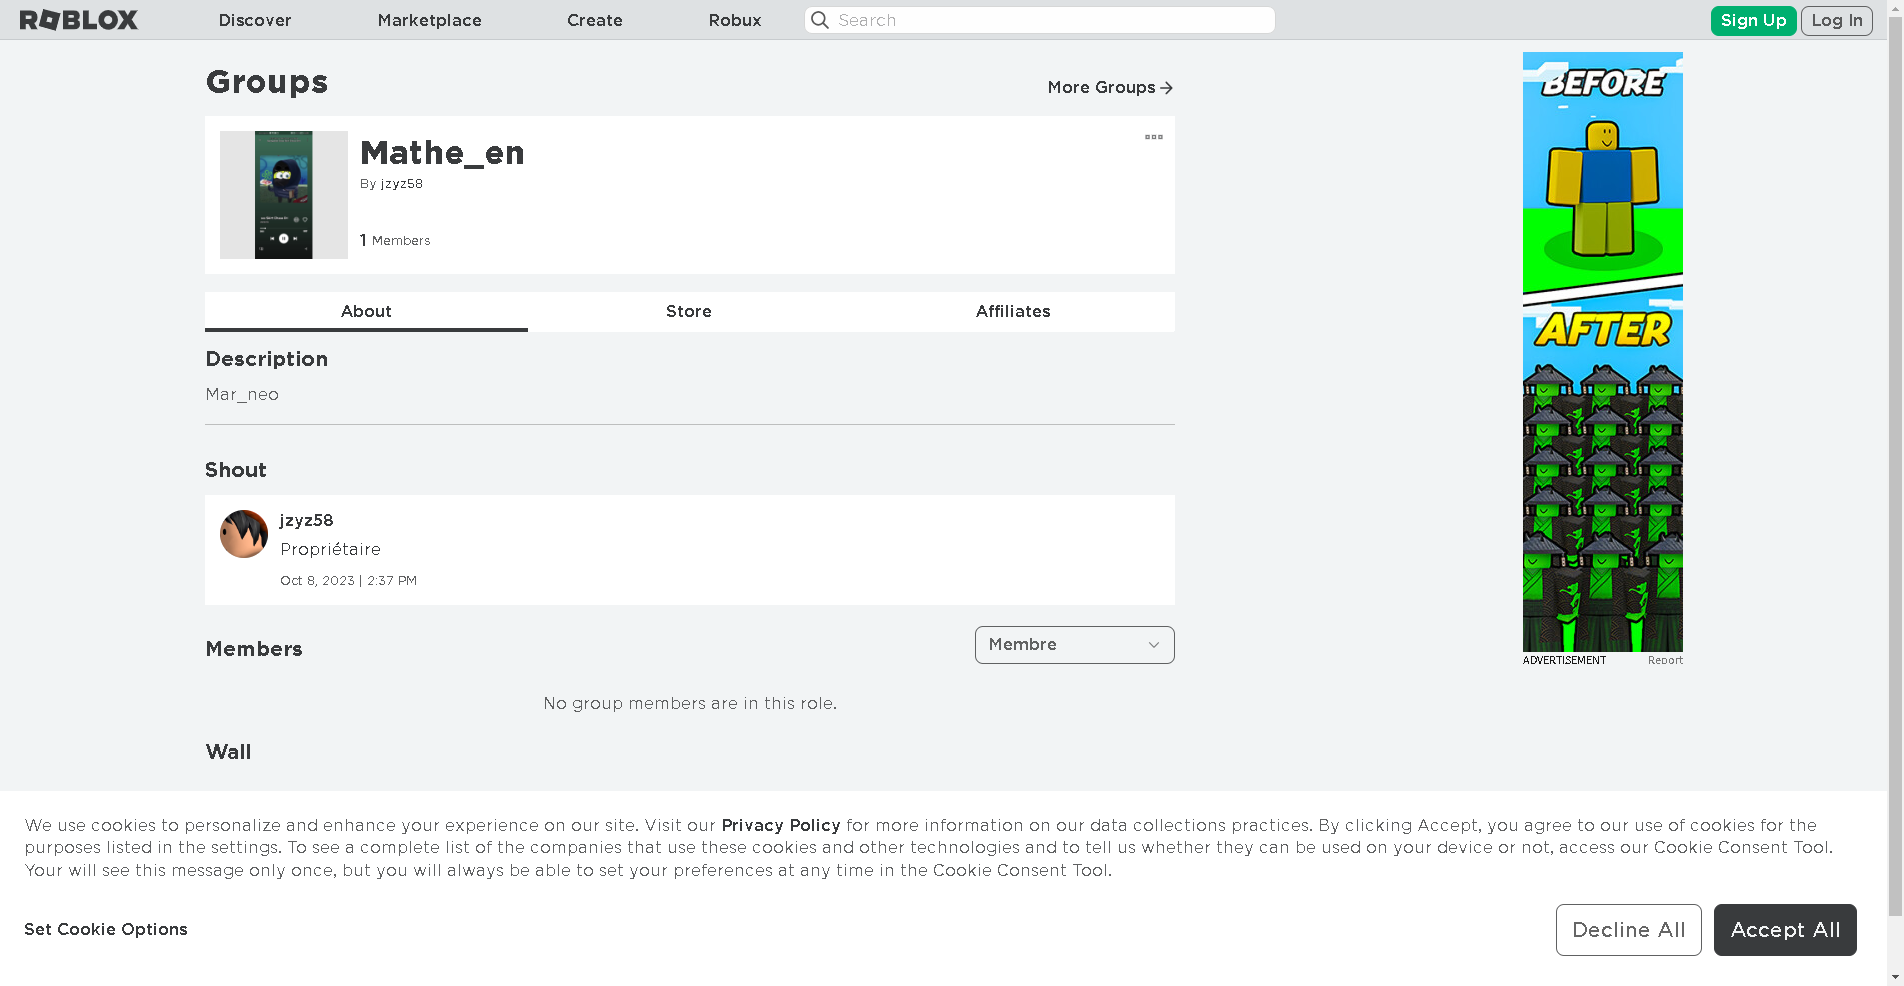 ROBLOX
Discover
Marketplace
Create
Robux
Search
Sign Up
Log In
Groups
More Groups
Mathe_en
By jzyz58
1 Members
About
Store
Affiliates
Description
Mar_neo
Shout
jzyz58
Propriétaire
Oct 8, 2023 | 2:37 PM
Members
Membre
No group members are in this role.
Wall
BEFORE
AFTER
ADVERTISEMENT
Report
We use cookies to personalize and enhance your experience on our site. Visit our Privacy Policy for more information on our data collections practices. By clicking Accept, you agree to our use of cookies for the
purposes listed in the settings. To see a complete list of the companies that use these cookies and other technologies and to tell us whether they can be used on your device or not, access our Cookie Consent Tool.
Your will see this message only once, but you will always be able to set your preferences at any time in the Cookie Consent Tool.
Set Cookie Options
Decline All
Accept All